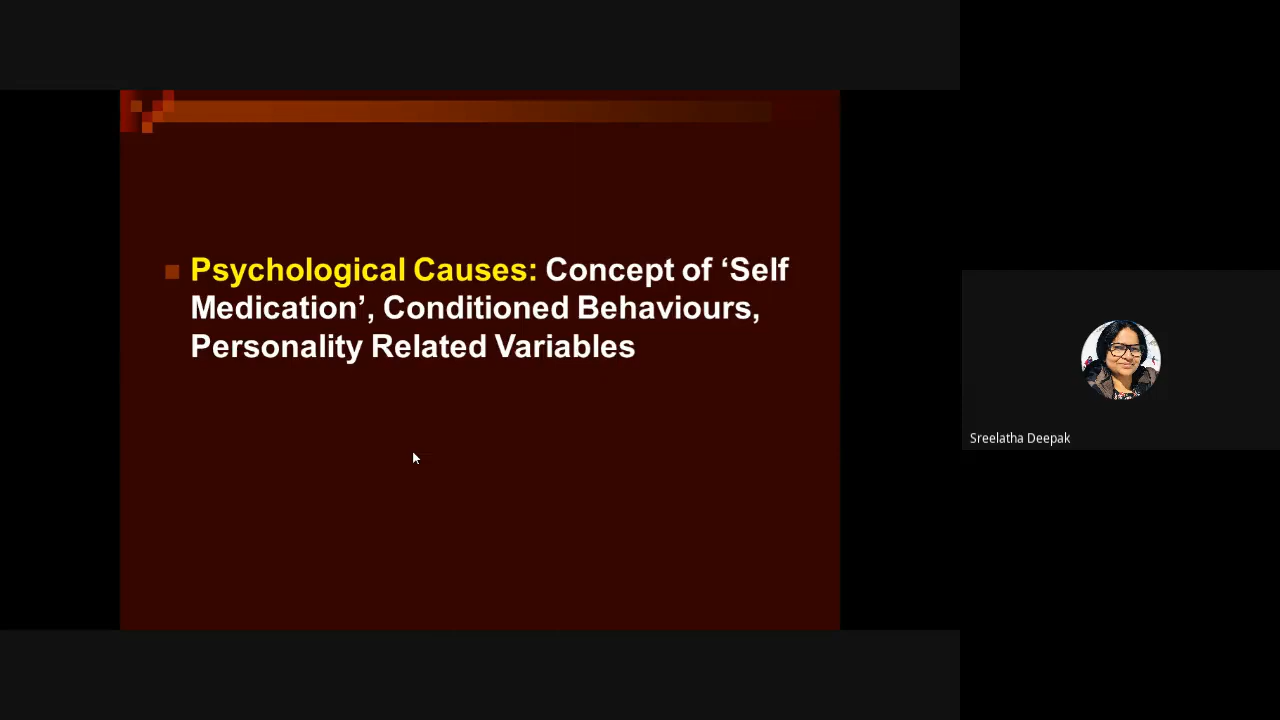 Psychological Causes: Concept of ‘Self
Medication’, Conditioned Behaviours,
Personality Related Variables
Sreelatha Deepak